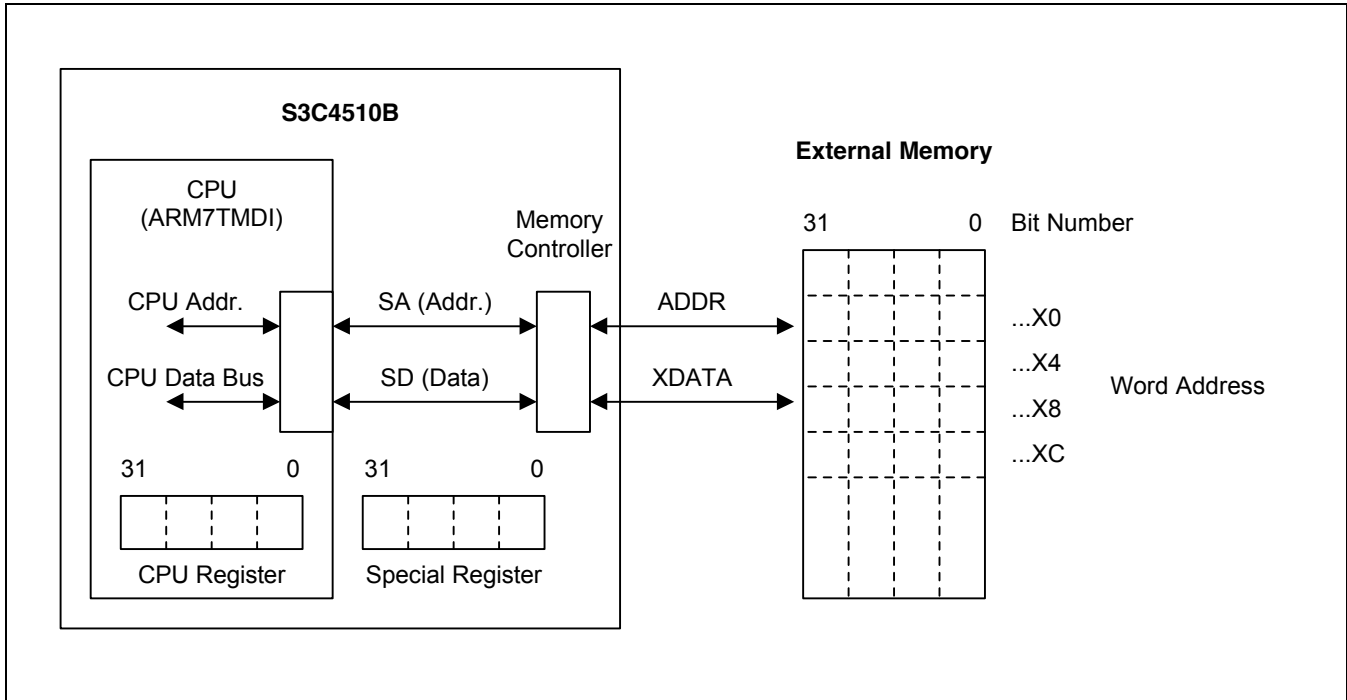 S3C4510B
CPU
(ARM7TMDI)
Memory
Controller
CPU Addr.
SA (Addr.)
ADDR
CPU Data Bus
SD (Data)
XDATA
31 0
CPU Register
31 0
Special Register
External Memory
31 0 Bit Number
...X0
...X4
...X8
...XC
Word Address